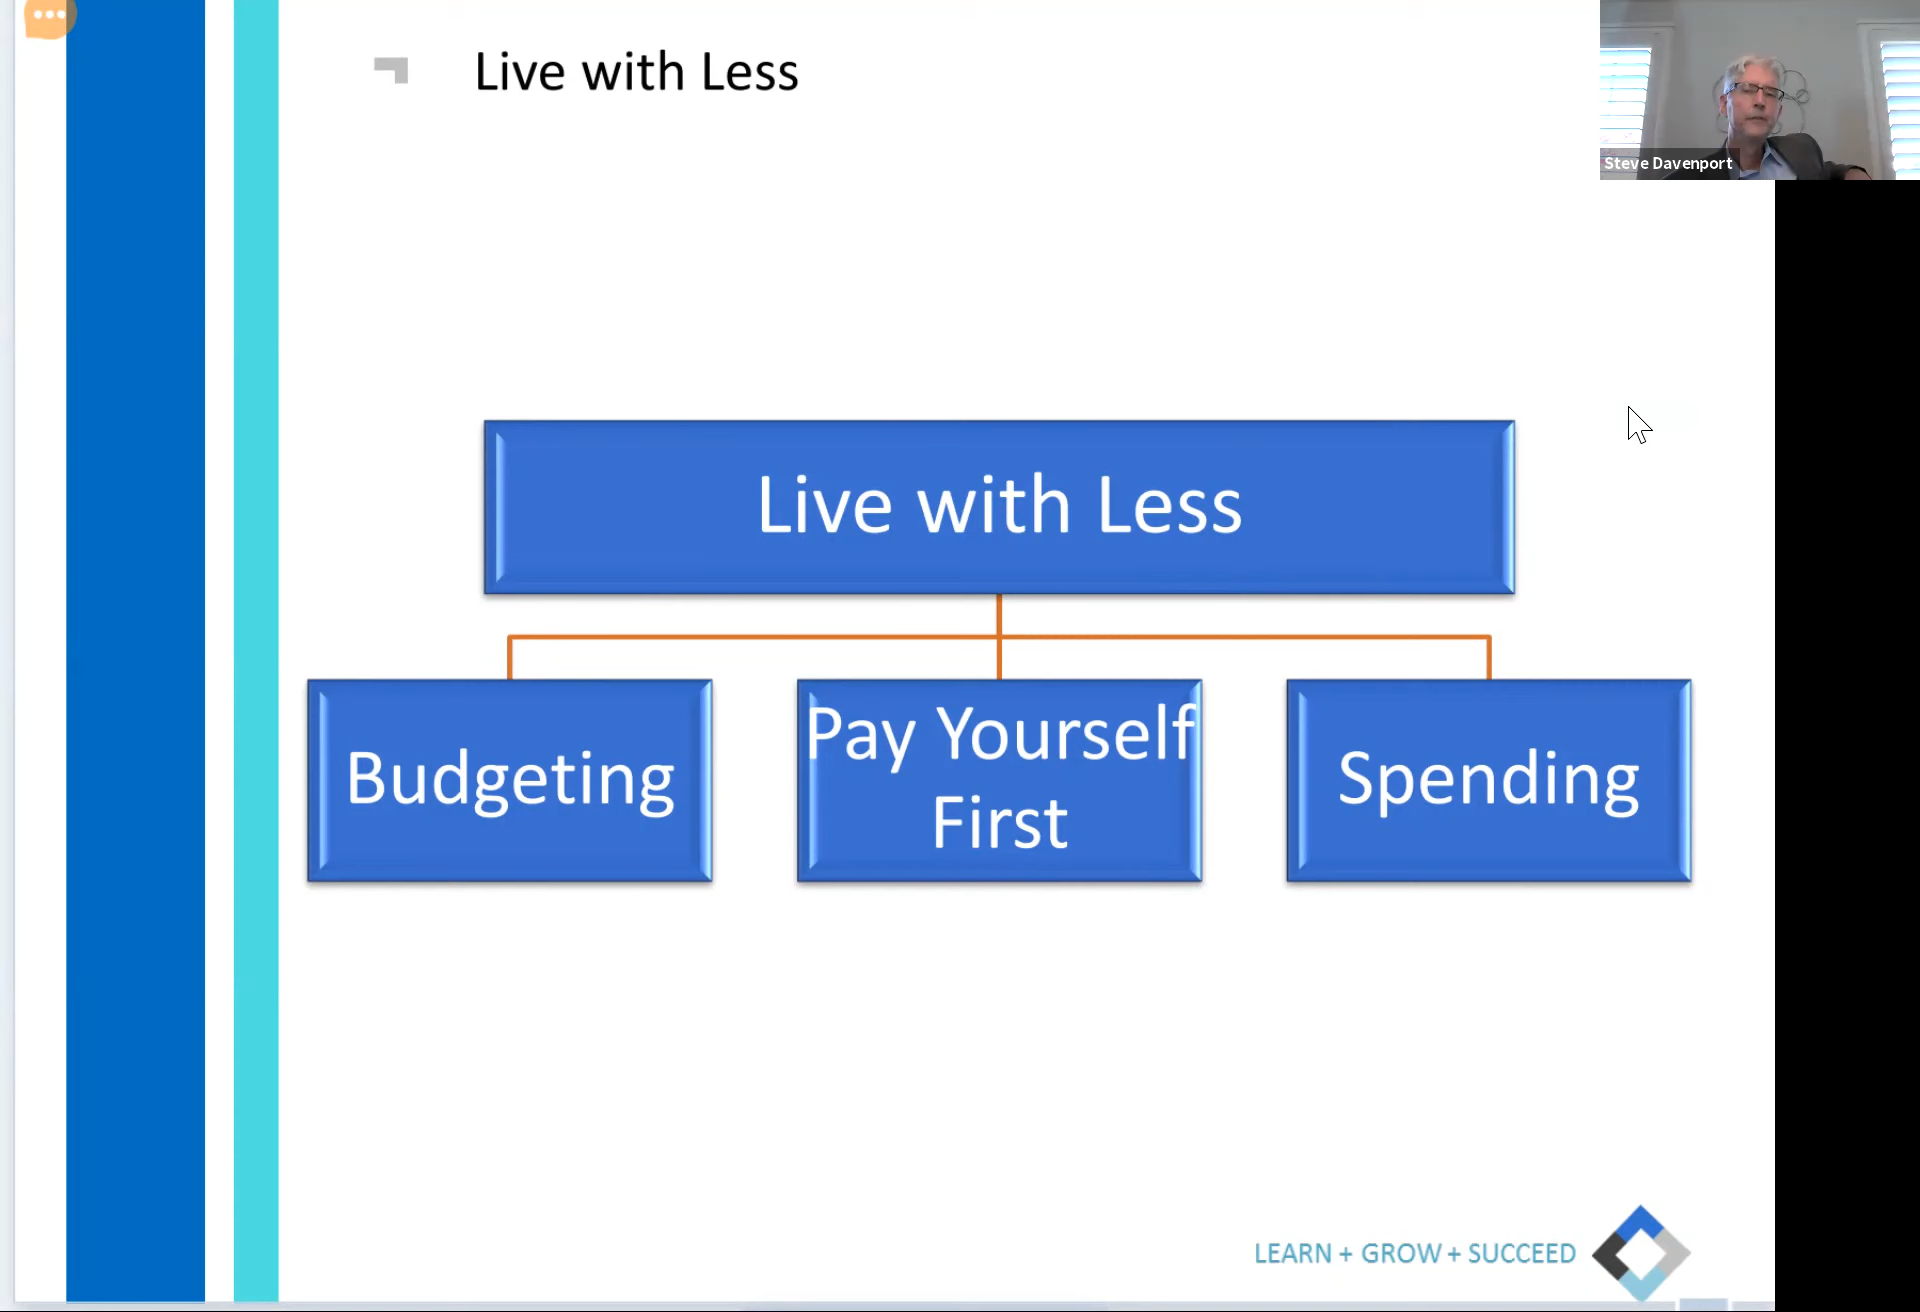 Live with Less
Steve Davenport
Live with Less
Budgeting
Pay Yourself
First
Spending
LEARN + GROW + SUCCEED